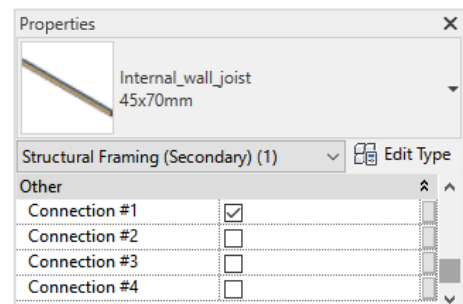 Properties
Internal_wall_joist
45x70mm
Structural Framing (Secondary) (1)
Edit Type
Other
Connection #1
Connection #2
Connection #3
Connection #4